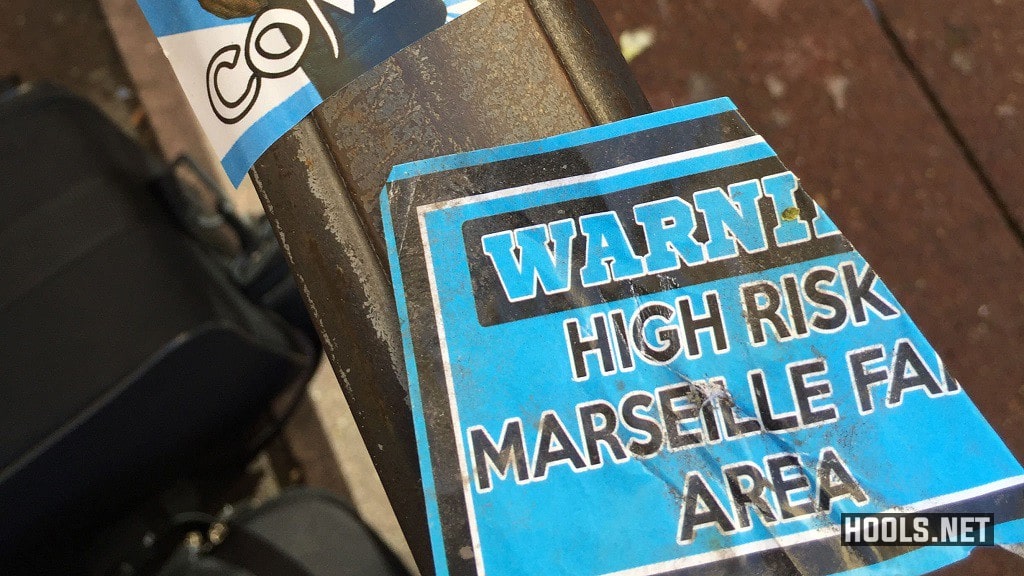 WARNI
HIGH RISK
MARSEILLE FA
AREA
HOOLS.NET